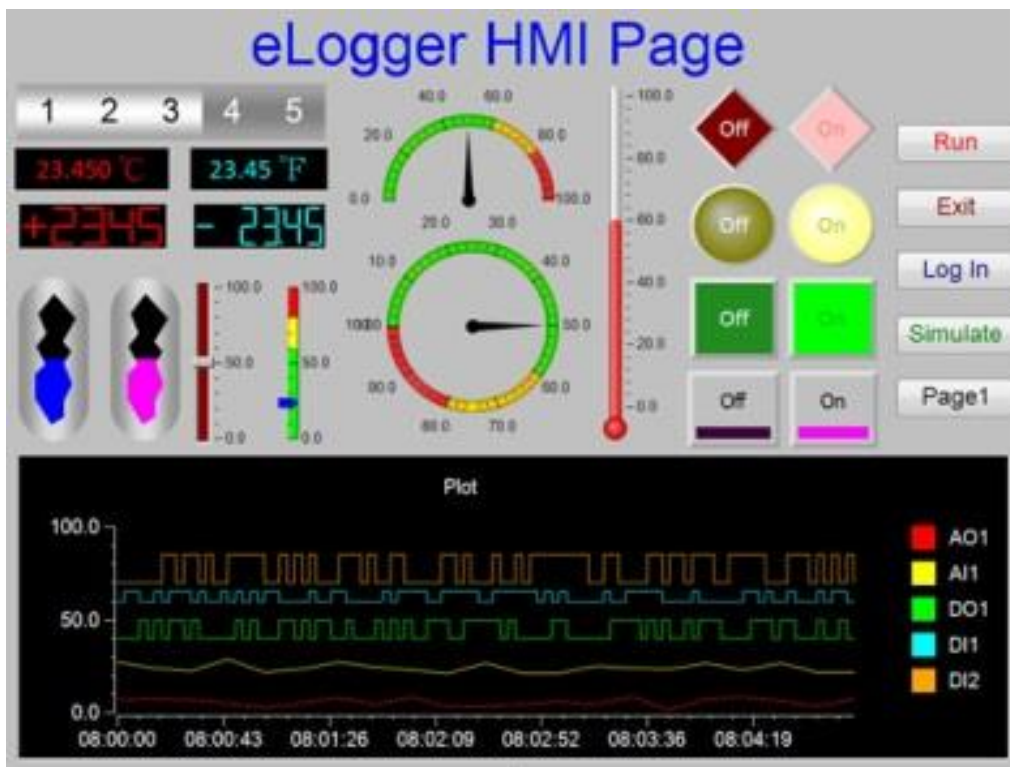 eLogger HMI Page
1 2 3 4 5
23.450 °C
23.45 °F
+23.45
- 23.45
40.0 60.0
20.0 80.0
0.0 100.0
20.0 30.0
10.0 40.0
50.0
90.0 60.0
80.0 70.0
100.0
50.0
0.0
100.0
50.0
0.0
100.0
80.0
60.0
40.0
20.0
0.0
Off On
Off On
Off On
Off On
Run
Exit
Log In
Simulate
Page1
Plot
100.0
50.0
0.0
08:00:00 08:00:43 08:01:26 08:02:09 08:02:52 08:03:36 08:04:19
AO1
AI1
DO1
DI1
DI2